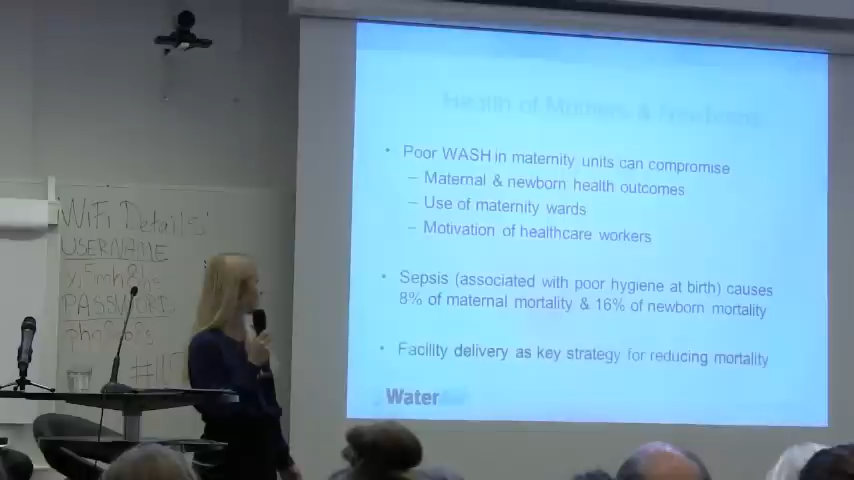 Health of Mothers & Newborns
• Poor WASH in maternity units can compromise
– Maternal & newborn health outcomes
– Use of maternity wards
– Motivation of healthcare workers
• Sepsis (associated with poor hygiene at birth) causes
8% of maternal mortality & 16% of newborn mortality
• Facility delivery as key strategy for reducing mortality
Water
WiFi Details:
USERNAME
PASSWORD